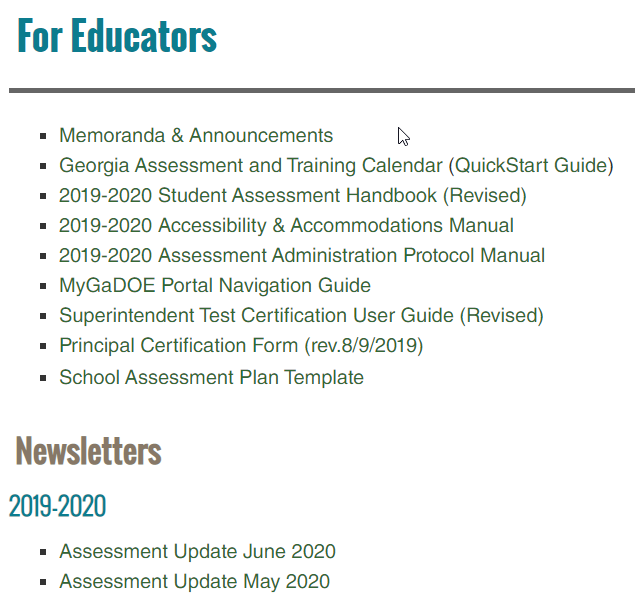 For Educators
Memoranda & Announcements
Georgia Assessment and Training Calendar (QuickStart Guide)
2019-2020 Student Assessment Handbook (Revised)
2019-2020 Accessibility & Accommodations Manual
2019-2020 Assessment Administration Protocol Manual
MyGaDOE Portal Navigation Guide
Superintendent Test Certification User Guide (Revised)
Principal Certification Form (rev.8/9/2019)
School Assessment Plan Template
Newsletters
2019-2020
Assessment Update June 2020
Assessment Update May 2020